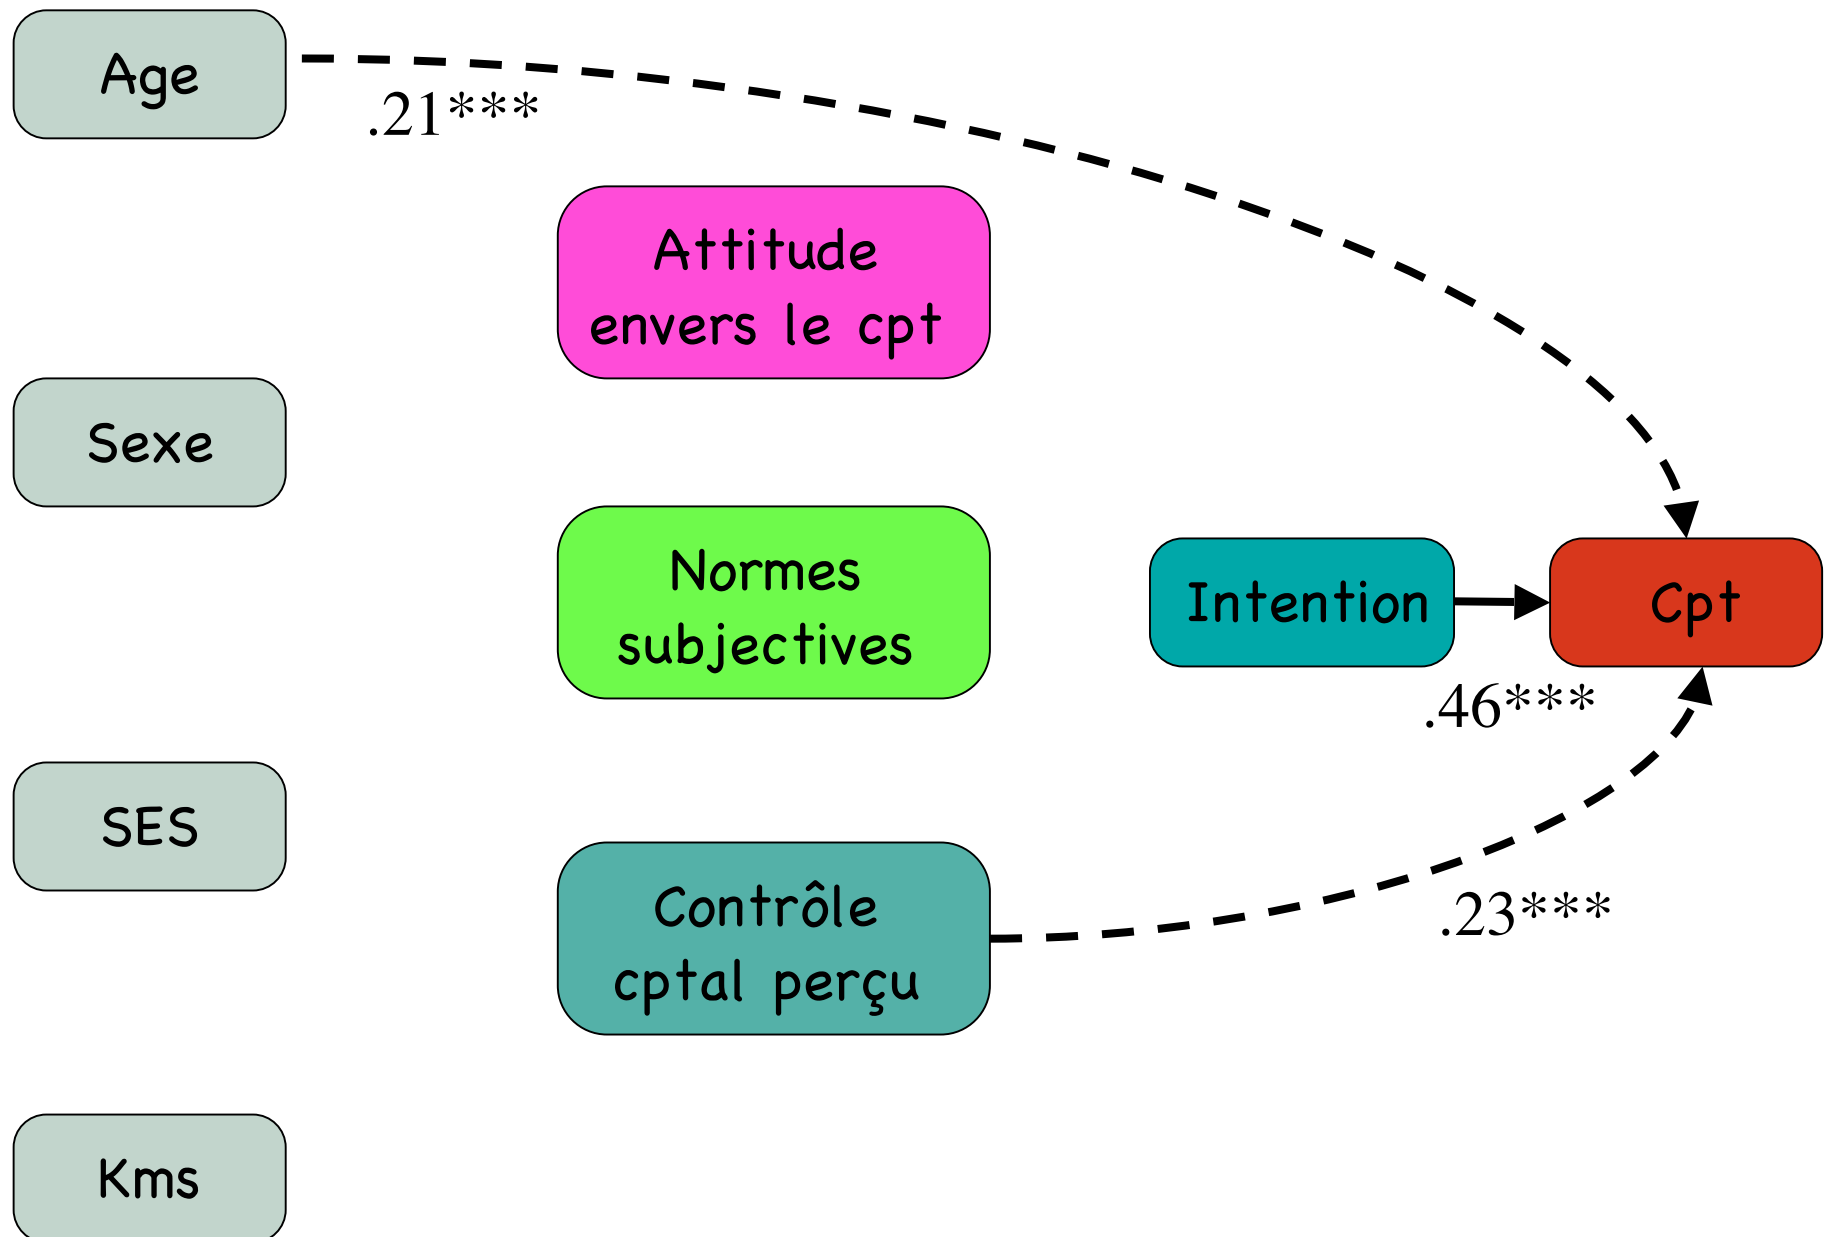 Age
.21***
Attitude
envers le cpt
Sexe
Normes
subjectives
Intention
Cpt
.46***
SES
Contrôle
cptal perçu
.23***
Kms